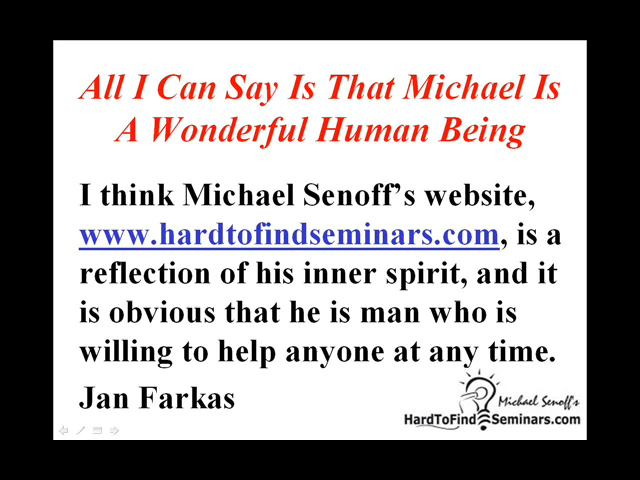 All I Can Say Is That Michael Is
A Wonderful Human Being
I think Michael Senoff's website,
www.hardtofindseminars.com, is a
reflection of his inner spirit, and it
is obvious that he is man who is
willing to help anyone at any time.
Jan Farkas
Michael Senoff's
HardToFindSeminars.com